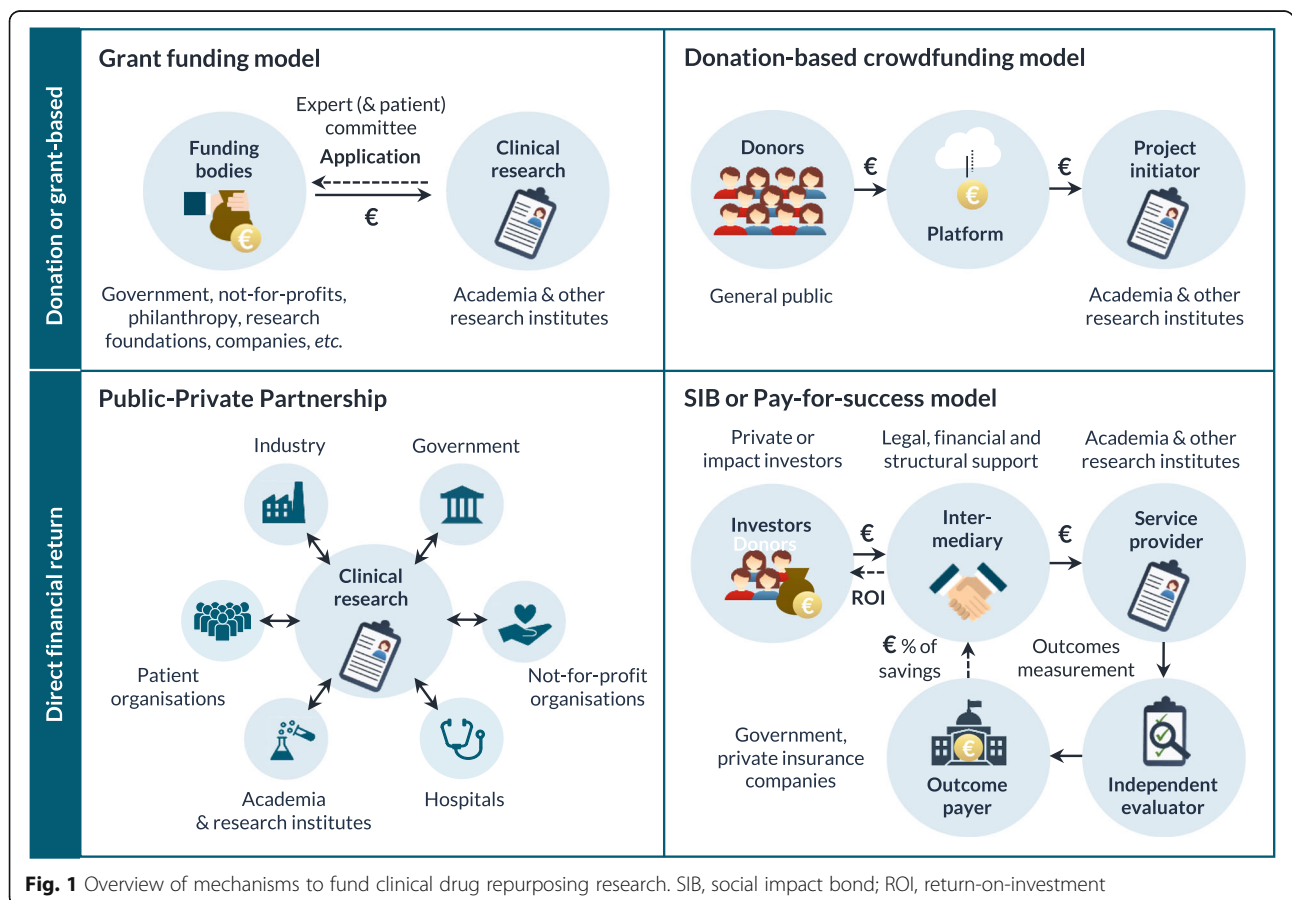 Donation or grant-based
Grant funding model
Expert (& patient)
committee
Application
€
Funding
bodies
€
Clinical
research
Government, not-for-profits,
philanthropy, research
foundations, companies, etc.
Academia & other
research institutes
Donation-based crowdfunding model
Donors
€
€
Platform
€
Project
initiator
General public
Academia & other
research institutes
Direct financial return
Public-Private Partnership
Industry
Government
Clinical
research
Patient
organisations
Not-for-profit
organisations
Academia
& research institutes
Hospitals
SIB or Pay-for-success model
Private or
impact investors
Legal, financial and
structural support
Academia & other
research institutes
Investors
Donors
€
€
ROI
Inter-
mediary
€
Service
provider
€ % of
savings
Outcomes
measurement
Government,
private insurance
companies
€
Outcome
payer
Independent
evaluator
Fig. 1 Overview of mechanisms to fund clinical drug repurposing research. SIB, social impact bond; ROI, return-on-investment